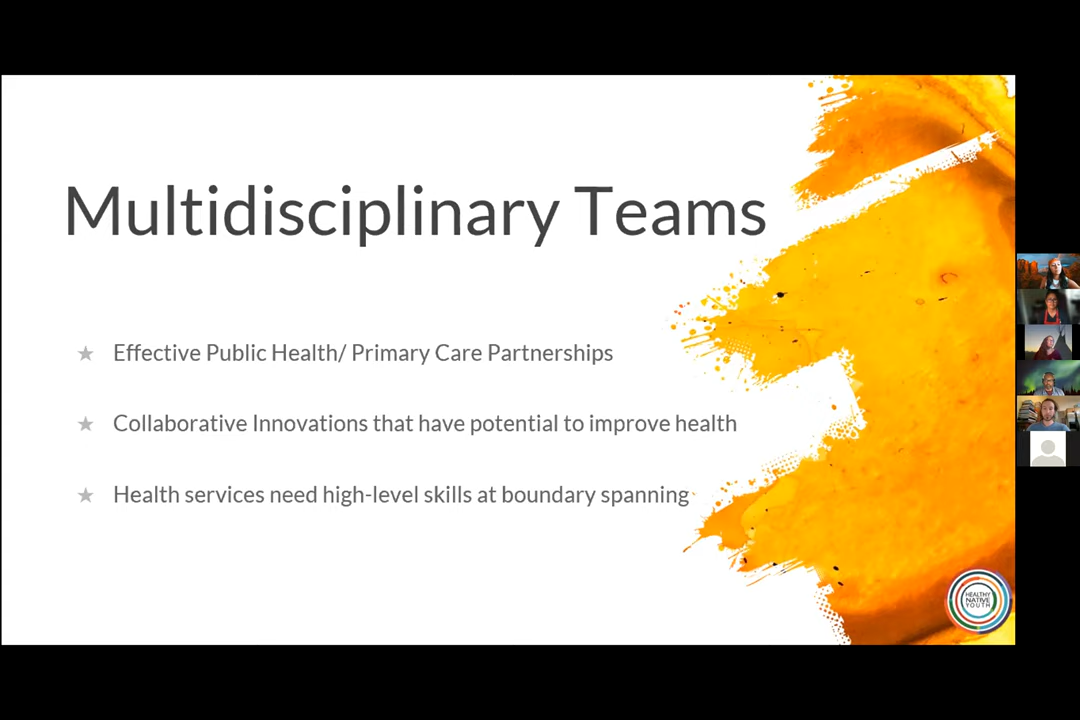 Multidisciplinary Teams
★ Effective Public Health/ Primary Care Partnerships
★ Collaborative Innovations that have potential to improve health
★ Health services need high-level skills at boundary spanning
HEALTHY
NATIVE
YOUTH